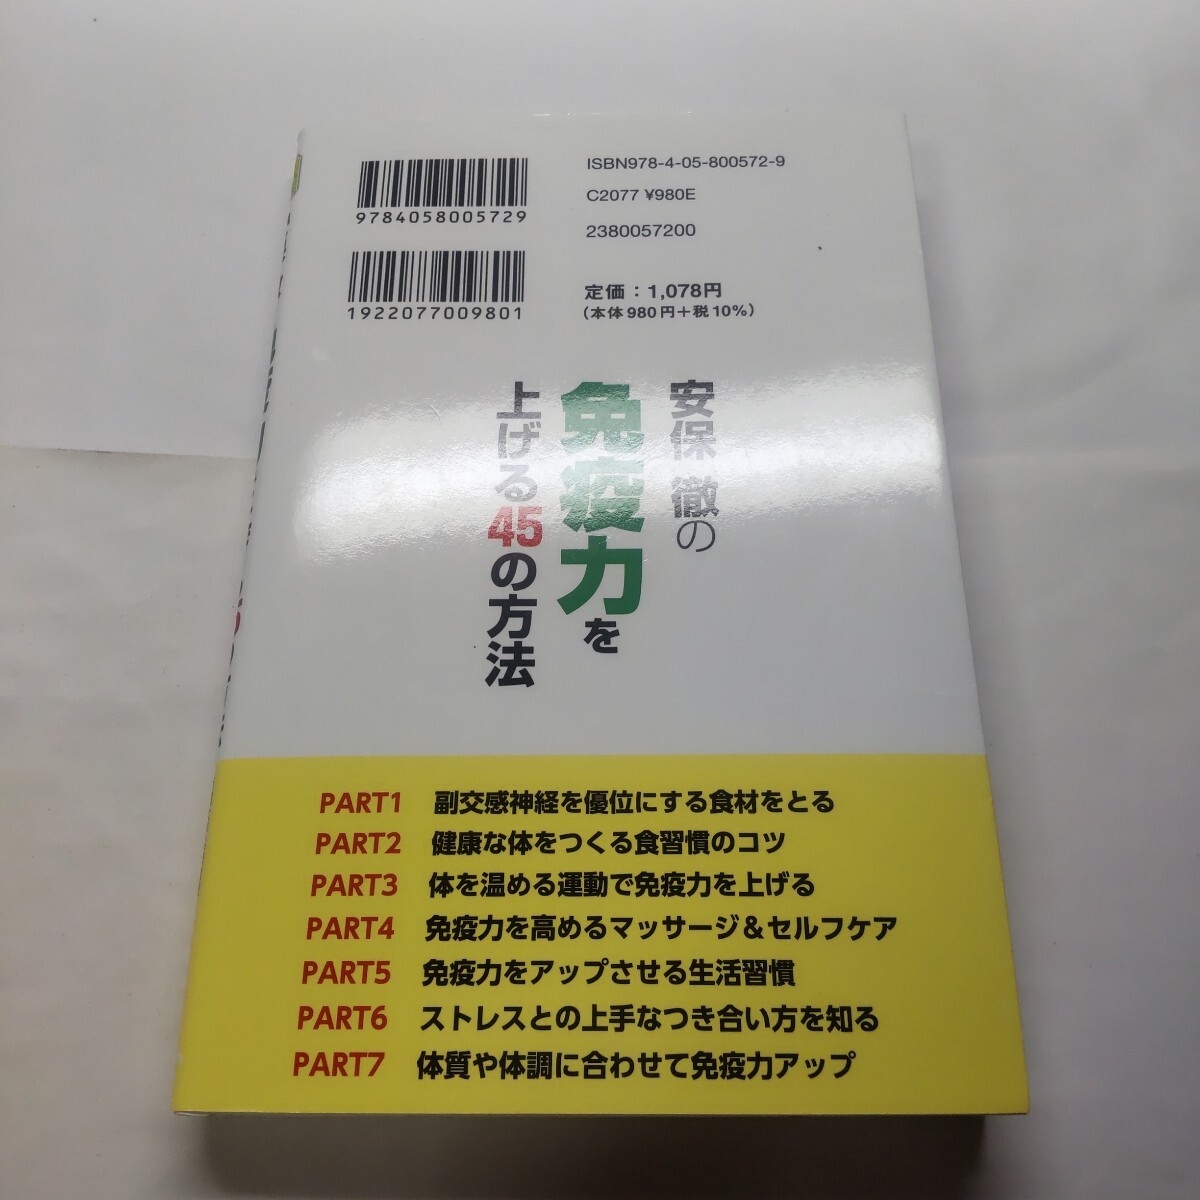 ISBN978-4-05-800572-9
9784058005729
C2077 ¥980E
2380057200
1922077009801
定価：1,078円
（本体980円＋税10%）
安保 徹の
免疫力を
上げる45の方法
PART1 副交感神経を優位にする食材をとる
PART2 健康な体をつくる食習慣のコツ
PART3 体を温める運動で免疫力を上げる
PART4 免疫力を高めるマッサージ＆セルフケア
PART5 免疫力をアップさせる生活習慣
PART6 ストレスとの上手なつき合い方を知る
PART7 体質や体調に合わせて免疫力アップ